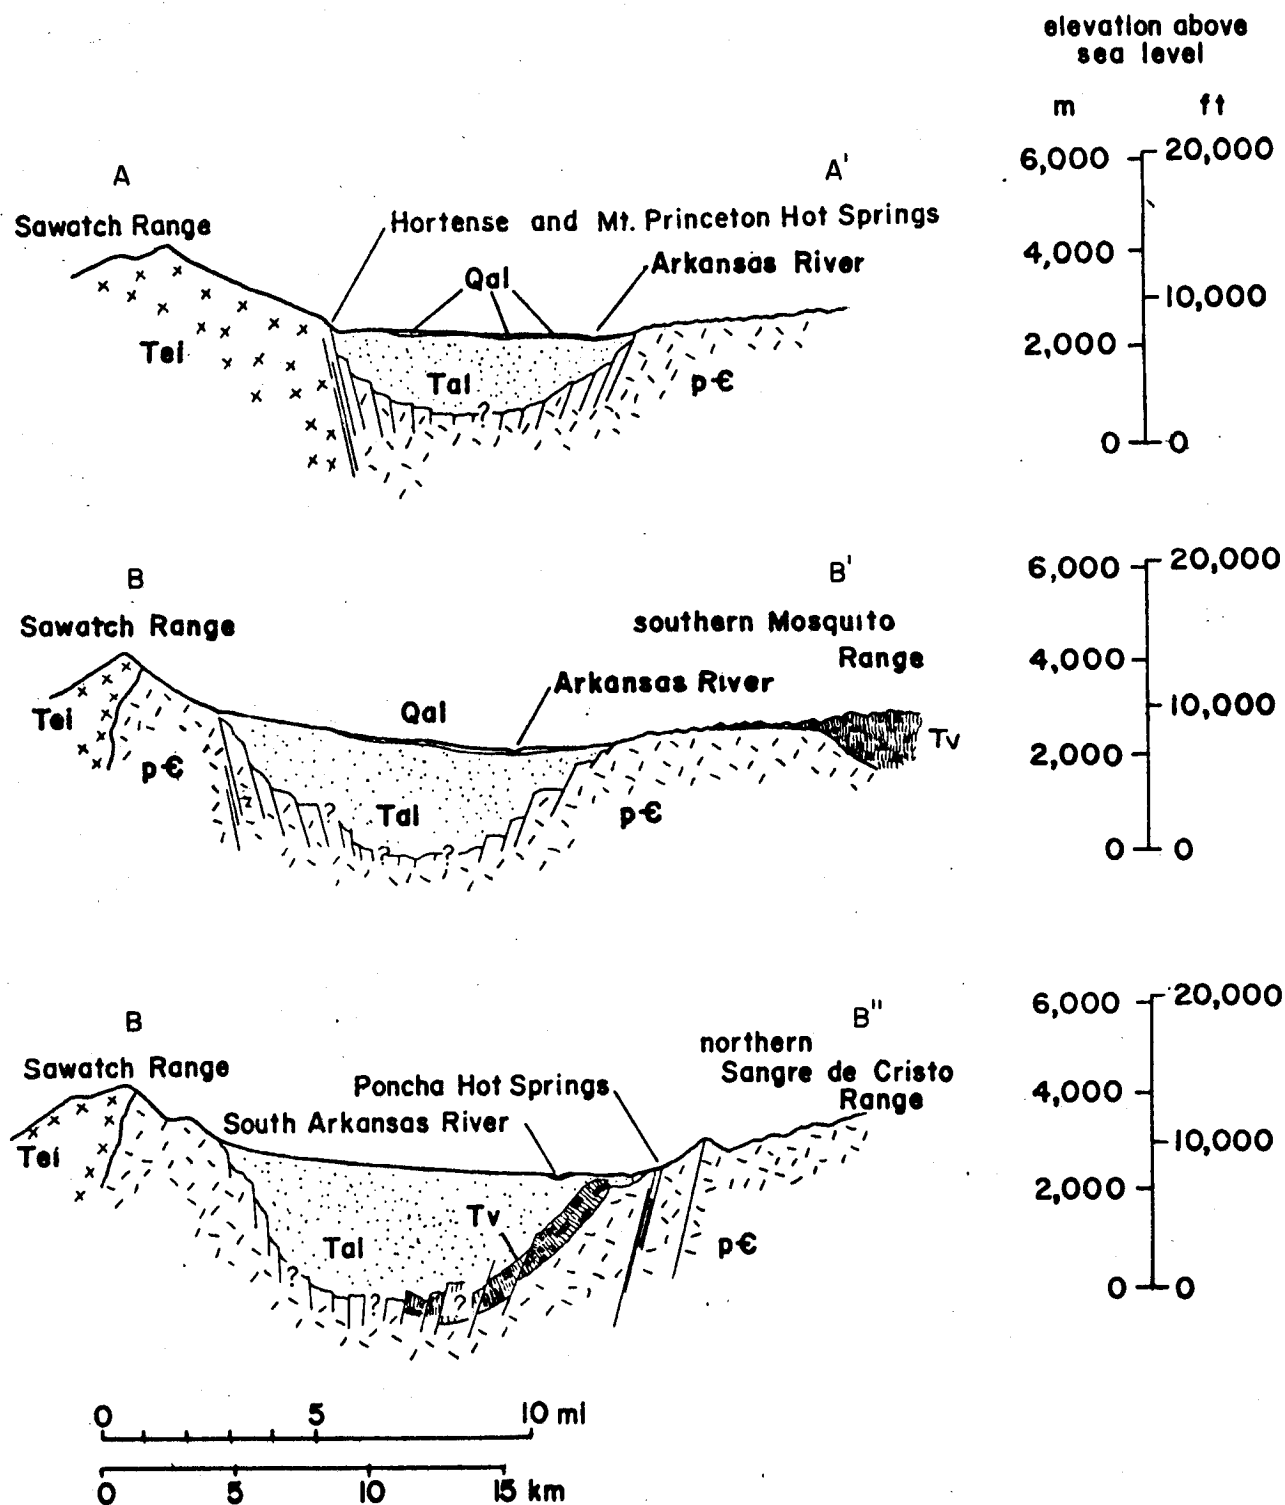 elevation above
sea level
m ft
6,000 20,000
4,000
10,000
2,000
0 0
A A'
Sawatch Range
Hortense and Mt. Princeton Hot Springs
Arkansas River
Qal
Tei
Tal
?
p-Є
6,000 20,000
4,000
10,000
2,000
0 0
B B'
Sawatch Range
southern Mosquito
Range
Arkansas River
Qal
Tei
Tv
p-Є
?
Tal
p-Є
?
? ?
6,000 20,000
4,000
10,000
2,000
0 0
B B"
Sawatch Range
northern
Sangre de Cristo
Range
Poncha Hot Springs
South Arkansas River
Tei
Tv
Tal
p-Є
?
? ?
0 5 10 mi
0 5 10 15 km